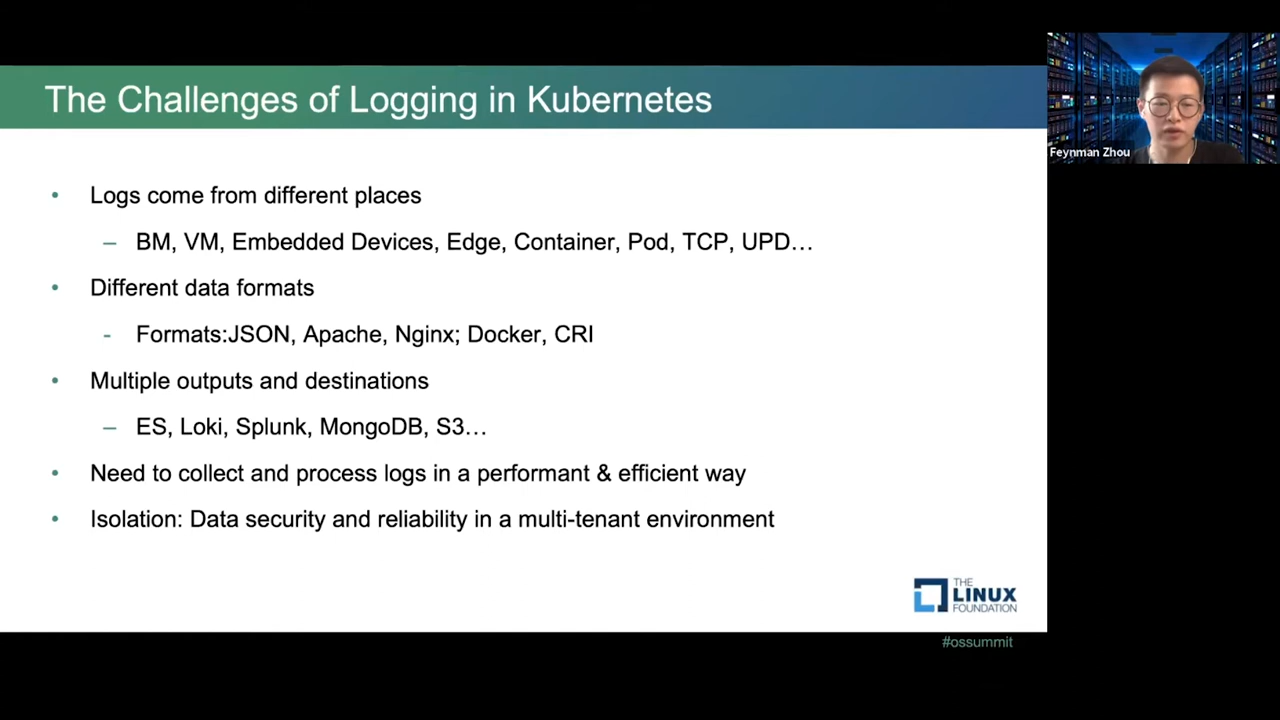 The Challenges of Logging in Kubernetes
Feynman Zhou
• Logs come from different places
– BM, VM, Embedded Devices, Edge, Container, Pod, TCP, UPD…
• Different data formats
- Formats:JSON, Apache, Nginx; Docker, CRI
• Multiple outputs and destinations
– ES, Loki, Splunk, MongoDB, S3…
• Need to collect and process logs in a performant & efficient way
• Isolation: Data security and reliability in a multi-tenant environment
THE
LINUX
FOUNDATION
#ossummit